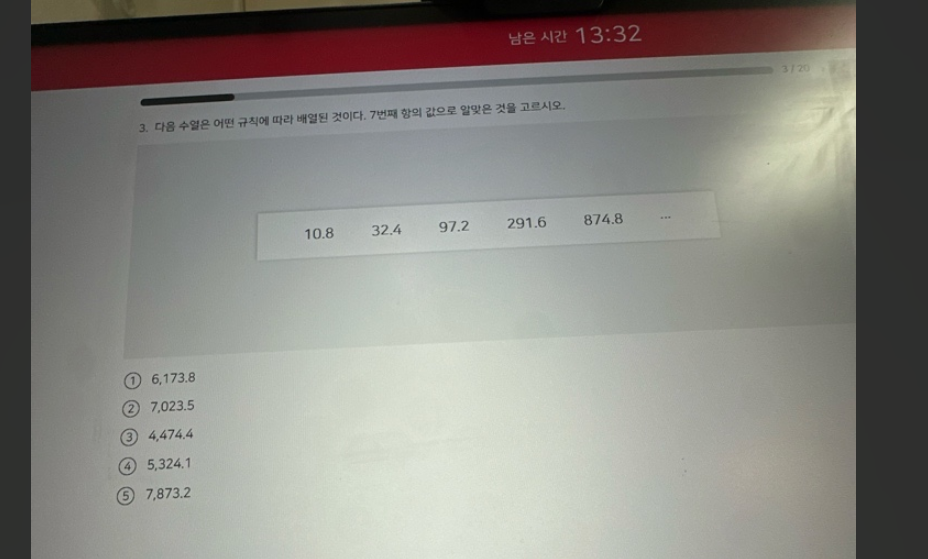 남은 시간 13:32
3 / 20
3. 다음 수열은 어떤 규칙에 따라 배열된 것이다. 7번째 항의 값으로 알맞은 것을 고르시오.
10.8 32.4 97.2 291.6 874.8 ...
① 6,173.8
② 7,023.5
③ 4,474.4
④ 5,324.1
⑤ 7,873.2